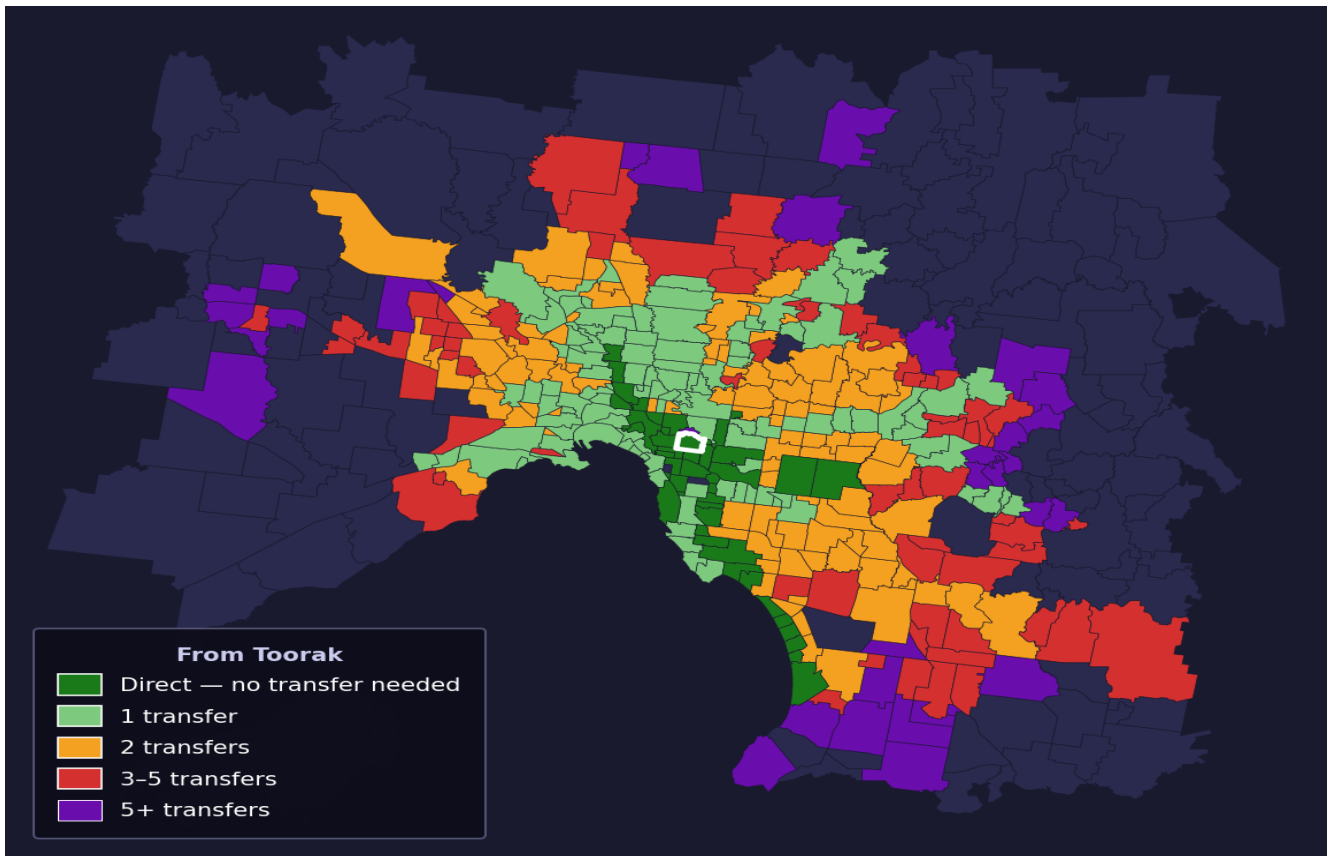 From Toorak
Direct — no transfer needed
1 transfer
2 transfers
3–5 transfers
5+ transfers